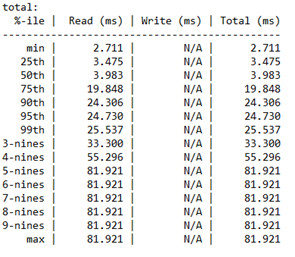 total:
%-ile | Read (ms) | Write (ms) | Total (ms)
----------------------------------------------
min | 2.711 | N/A | 2.711
25th | 3.475 | N/A | 3.475
50th | 3.983 | N/A | 3.983
75th | 19.848 | N/A | 19.848
90th | 24.306 | N/A | 24.306
95th | 24.730 | N/A | 24.730
99th | 25.537 | N/A | 25.537
3-nines | 33.300 | N/A | 33.300
4-nines | 55.296 | N/A | 55.296
5-nines | 81.921 | N/A | 81.921
6-nines | 81.921 | N/A | 81.921
7-nines | 81.921 | N/A | 81.921
8-nines | 81.921 | N/A | 81.921
9-nines | 81.921 | N/A | 81.921
max | 81.921 | N/A | 81.921